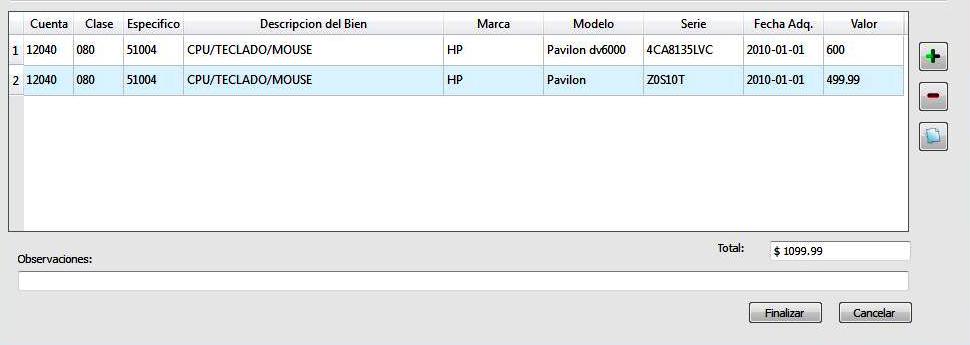 Cuenta Clase Especifico Descripcion del Bien Marca Modelo Serie Fecha Adq. Valor
1 12040 080 51004 CPU/TECLADO/MOUSE HP Pavilon dv6000 4CA8135LVC 2010-01-01 600
2 12040 080 51004 CPU/TECLADO/MOUSE HP Pavilon Z0S10T 2010-01-01 499.99
Total: $ 1099.99
Observaciones:
Finalizar Cancelar